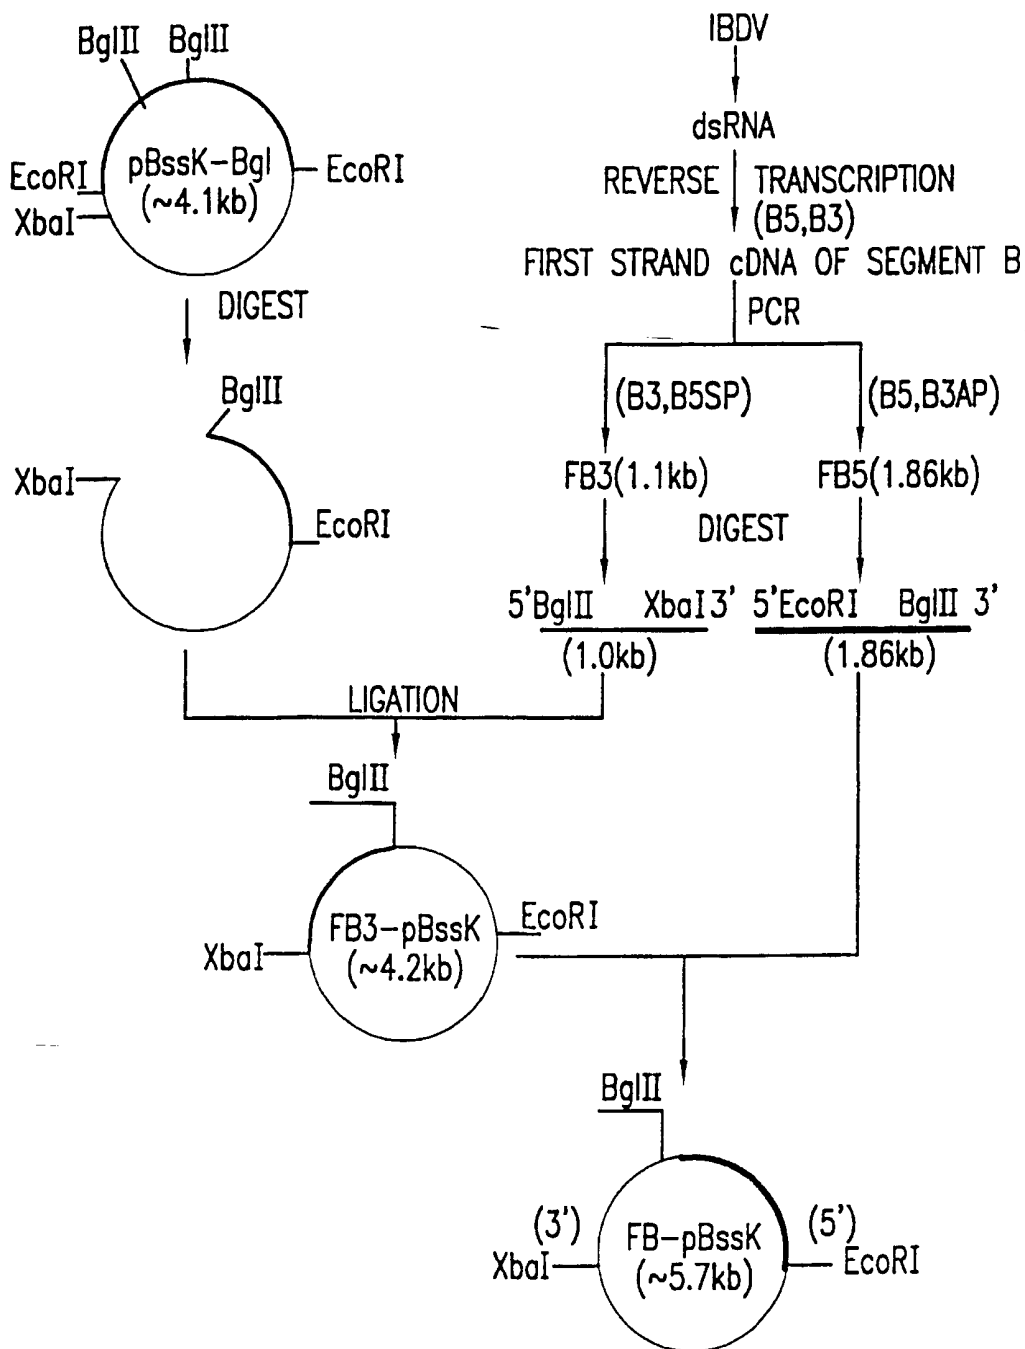 BglII BglII
pBssK-Bgl
(~4.1kb)
EcoRI
EcoRI
XbaI
DIGEST
BglII
XbaI
EcoRI
IBDV
dsRNA
REVERSE TRANSCRIPTION
(B5,B3)
FIRST STRAND cDNA OF SEGMENT B
PCR
(B3,B5SP)
(B5,B3AP)
FB3(1.1kb)
FB5(1.86kb)
DIGEST
5'BglII XbaI3'
(1.0kb)
5'EcoRI BglII 3'
(1.86kb)
LIGATION
BglII
FB3-pBssK
(~4.2kb)
EcoRI
XbaI
BglII
(3')
(5')
FB-pBssK
(~5.7kb)
XbaI
EcoRI